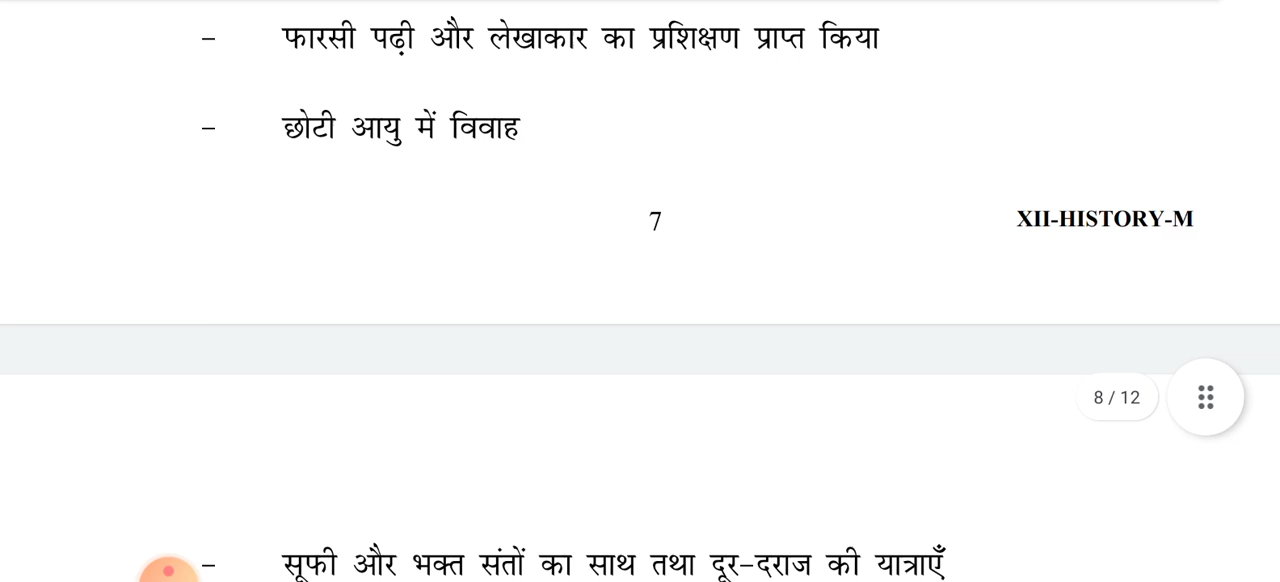 – फारसी पढ़ी और लेखाकार का प्रशिक्षण प्राप्त किया
– छोटी आयु में विवाह
7 XII-HISTORY-M
8 / 12
– सूफी और भक्त संतों का साथ तथा दूर-दराज की यात्राएँ